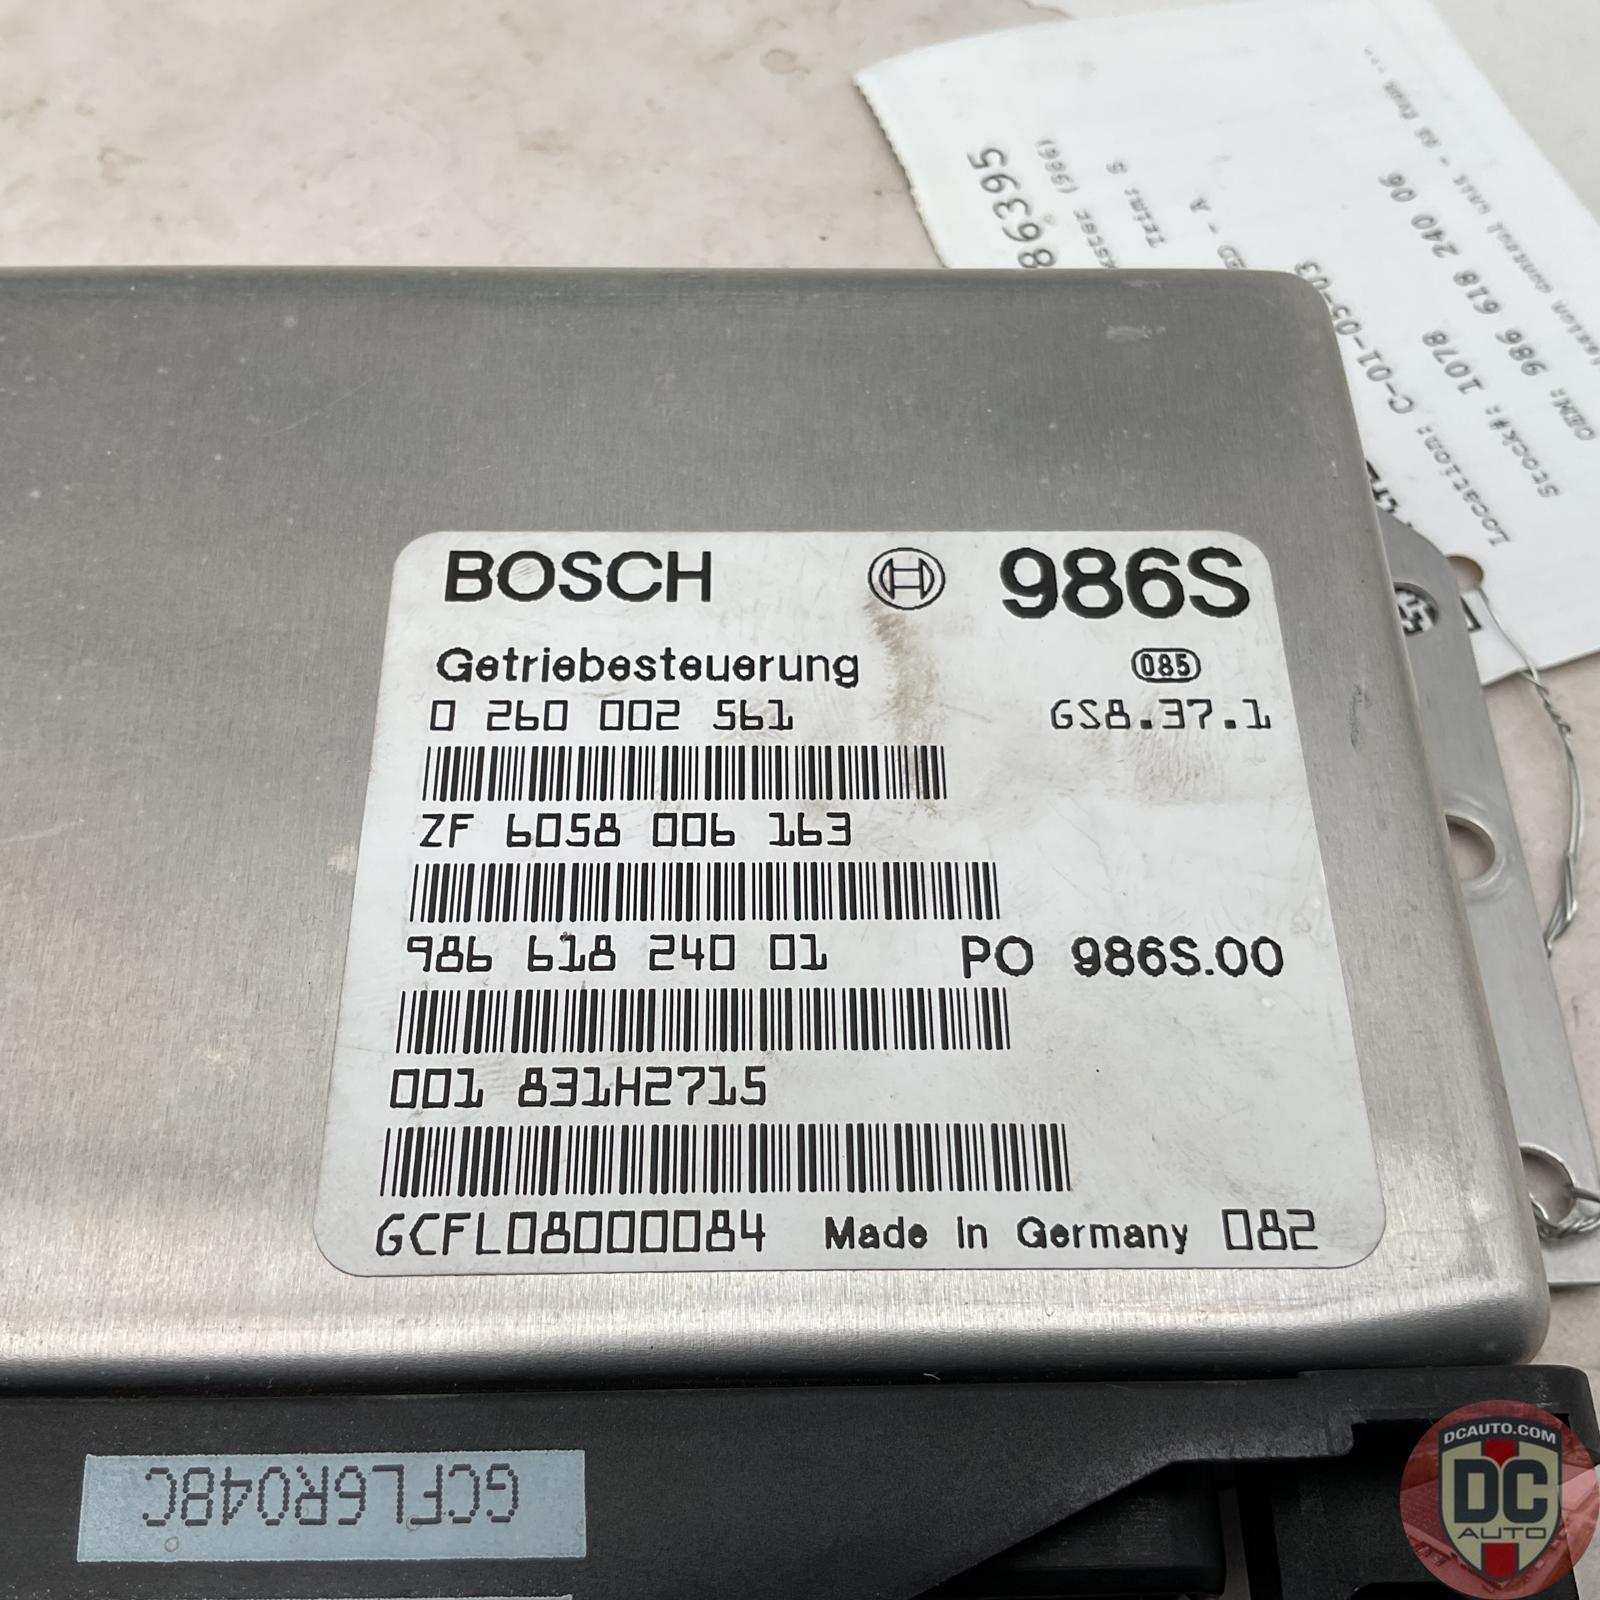 BOSCH 986S
Getriebesteuerung 085
0 260 002 561 GS8.37.1
ZF 6058 006 163
986 618 240 01 PO 986S.00
001 831H2715
GCFL08000084 Made in Germany 082
GCFL6R048C
86395
(986)
Trim: S
- A
Location: C-01-05-03
Stock#: 1078
OEM: 986 618 240 06
DCAUTO.COM
DC
AUTO